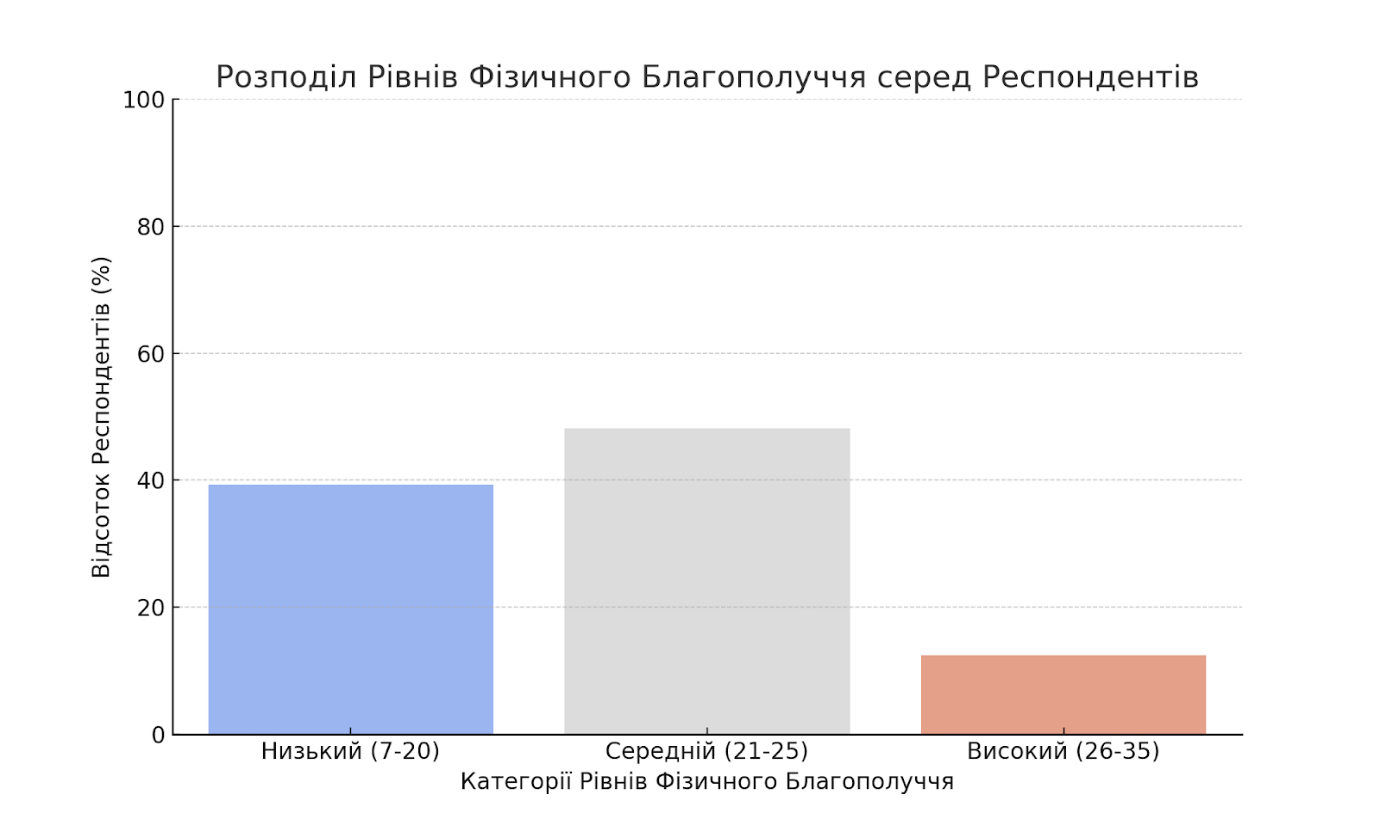 Розподіл Рівнів Фізичного Благополуччя серед Респондентів
100
80
60
40
20
0
Відсоток Респондентів (%)
Низький (7-20)
Середній (21-25)
Високий (26-35)
Категорії Рівнів Фізичного Благополуччя